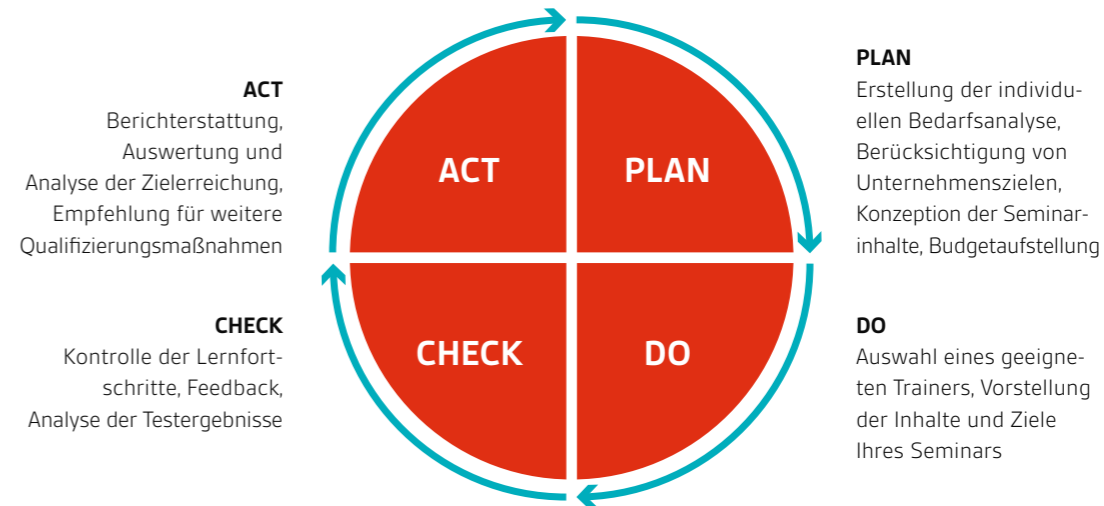 ACT
Berichterstattung,
Auswertung und
Analyse der Zielerreichung,
Empfehlung für weitere
Qualifizierungsmaßnahmen
CHECK
Kontrolle der Lernfort-
schritte, Feedback,
Analyse der Testergebnisse
ACT
PLAN
CHECK
DO
PLAN
Erstellung der individu-
ellen Bedarfsanalyse,
Berücksichtigung von
Unternehmenszielen,
Konzeption der Seminar-
inhalte, Budgetaufstellung
DO
Auswahl eines geeigne-
ten Trainers, Vorstellung
der Inhalte und Ziele
Ihres Seminars